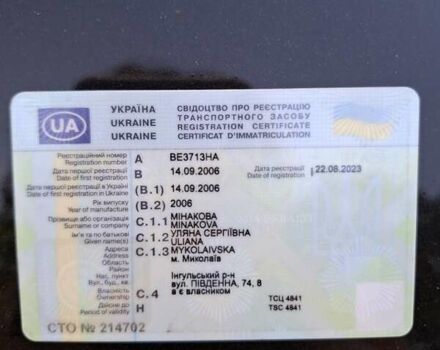 УКРАЇНА
UKRAINE
UKRAINE
СВІДОЦТВО ПРО РЕЄСТРАЦІЮ
ТРАНСПОРТНОГО ЗАСОБУ
REGISTRATION CERTIFICATE
CERTIFICAT D'IMMATRICULATION
UA
Реєстраційний номер
Registration number
A BE3713HA
Дата першої реєстрації
Date of first registration
B 14.09.2006
Дата реєстрації
Date of registration
I 22.08.2023
Дата першої реєстрації в Україні
Date of first registration in Ukraine
(B.1) 14.09.2006
Рік випуску
Year of manufacture
(B.2) 2006
Прізвище або організація
Surname or company
C.1.1 МІНАКОВА
MINAKOVA
Ім'я та по батькові
Given name(s)
C.1.2 УЛЯНА СЕРГІЇВНА
ULIANA
Адреса
Address
C.1.3 MYKOLAIVSKA
Область
м. Миколаїв
Район
Нас. пункт
Інгульський р-н
Вул., буд., кв.
вул. ПІВДЕННА, 74, 8
Власність
Ownership
C.4 а є власником
ТСЦ 4841
Дійсне до
Period of validity
H
TSC 4841
СТО № 214702